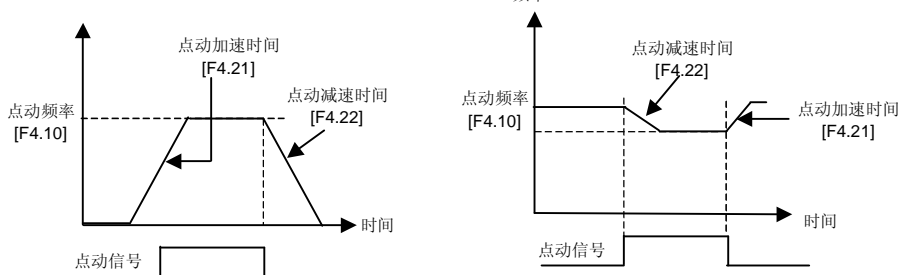 点动加速时间
[F4.21]
点动减速时间
[F4.22]
点动频率
[F4.10]
时间
点动信号
频率
点动减速时间
[F4.22]
点动频率
[F4.10]
点动加速时间
[F4.21]
时间
点动信号